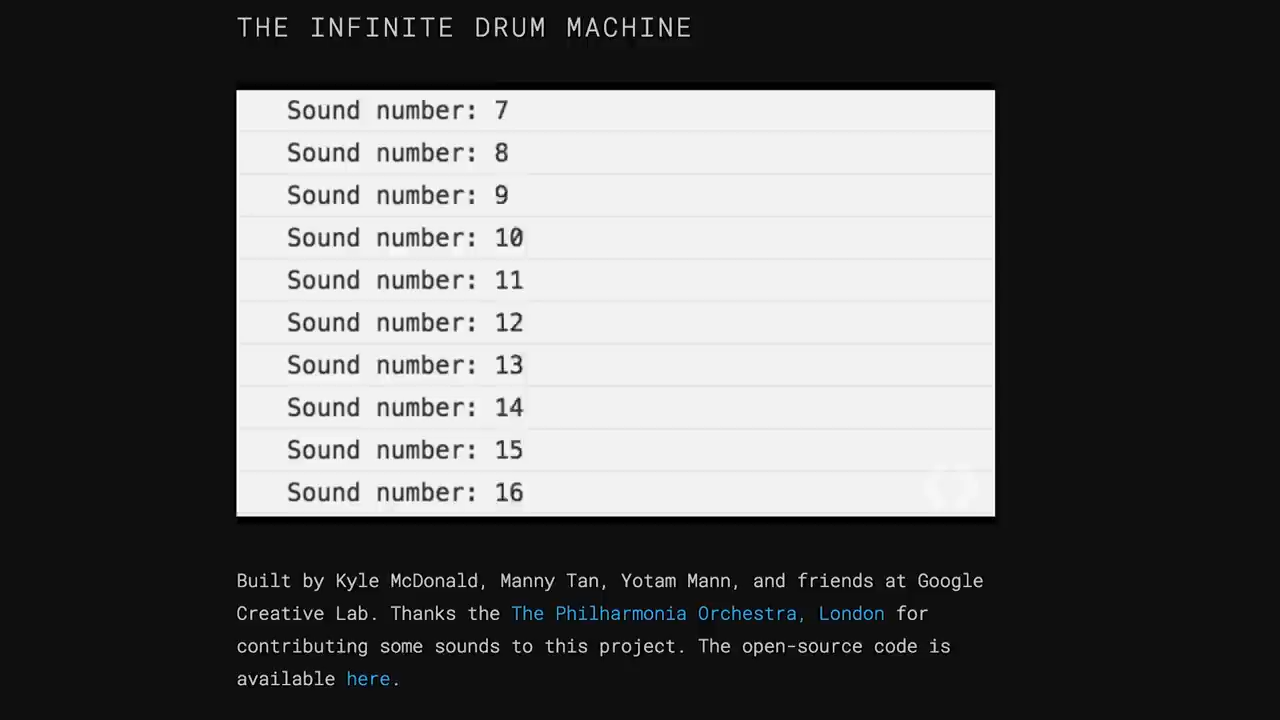 THE INFINITE DRUM MACHINE
Sound number: 7
Sound number: 8
Sound number: 9
Sound number: 10
Sound number: 11
Sound number: 12
Sound number: 13
Sound number: 14
Sound number: 15
Sound number: 16
Built by Kyle McDonald, Manny Tan, Yotam Mann, and friends at Google
Creative Lab. Thanks the The Philharmonia Orchestra, London for
contributing some sounds to this project. The open-source code is
available here.